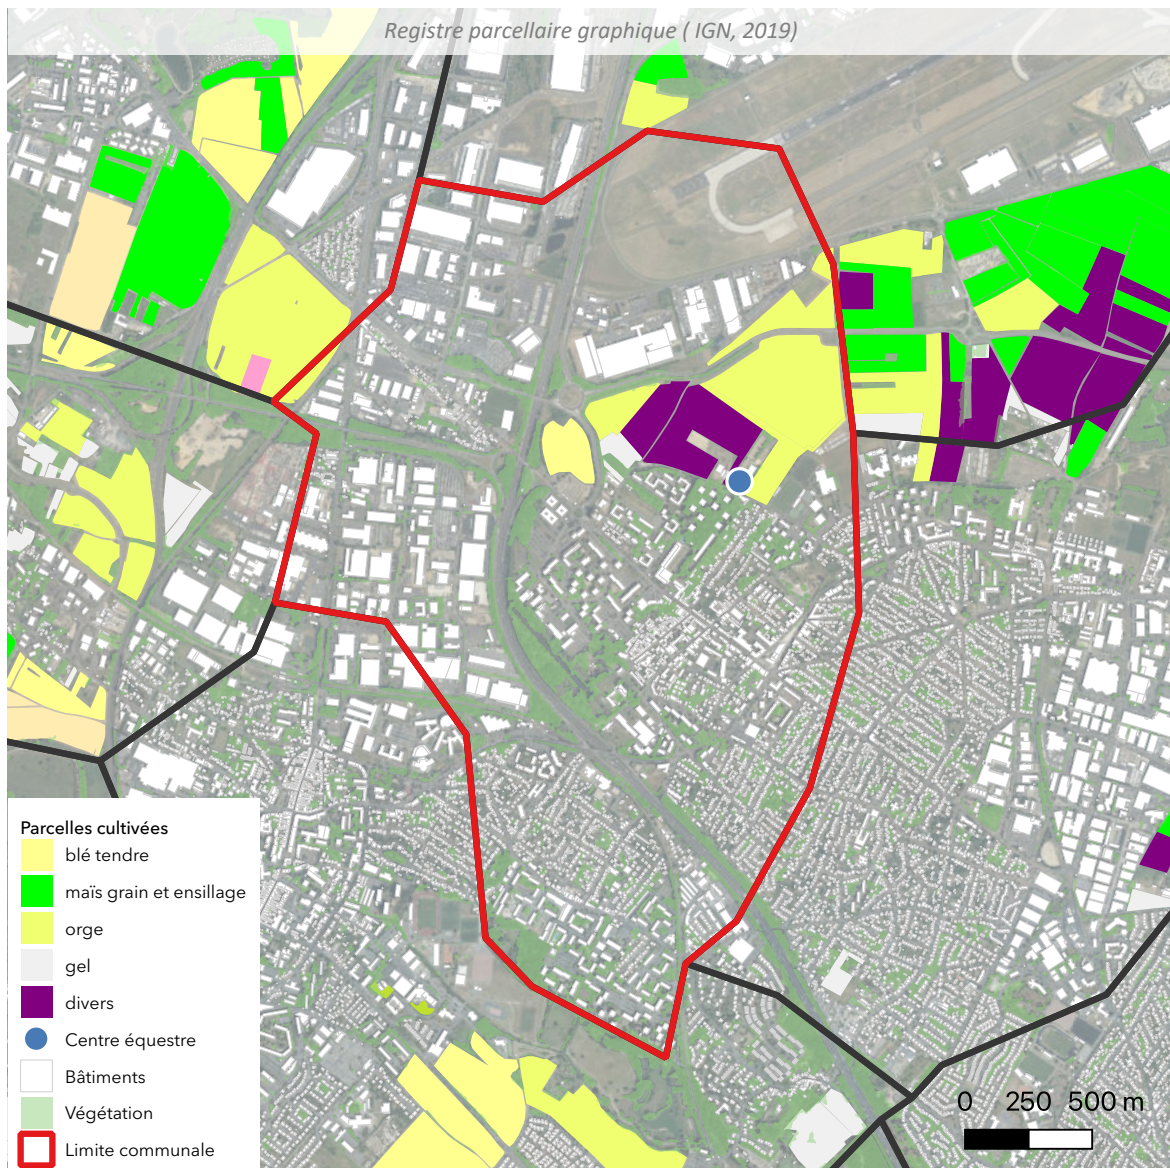 Registre parcellaire graphique ( IGN, 2019)
Parcelles cultivées
blé tendre
maïs grain et ensillage
orge
gel
divers
Centre équestre
Bâtiments
Végétation
Limite communale
0 250 500 m